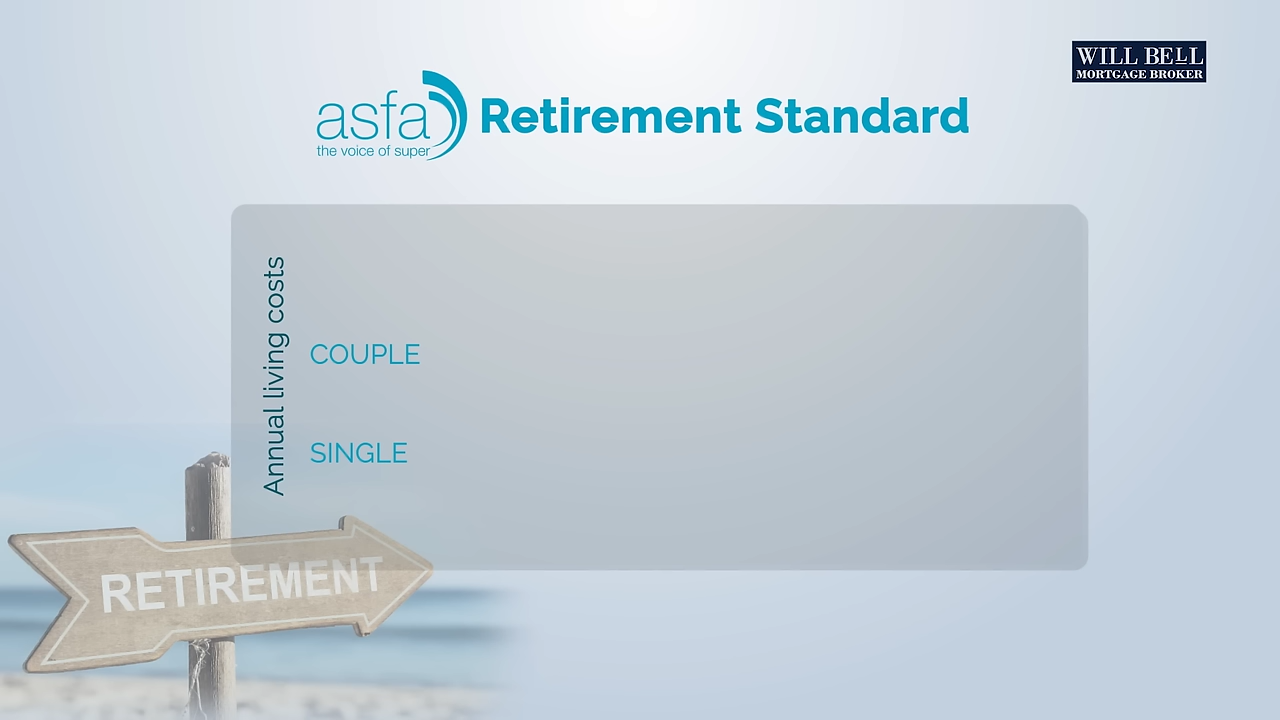 WILL BELL
MORTGAGE BROKER
asfa
the voice of super
Retirement Standard
Annual living costs
COUPLE
SINGLE
RETIREMENT